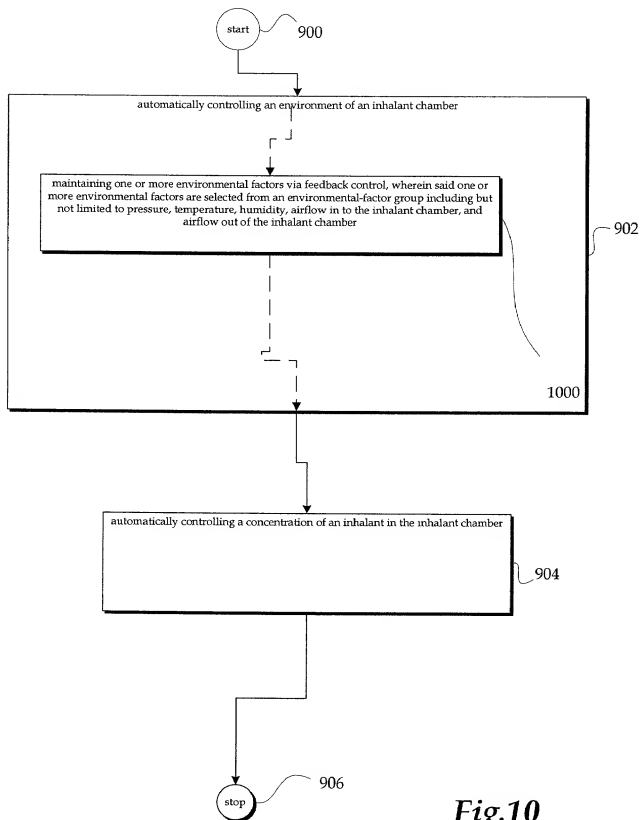 start
900
automatically controlling an environment of an inhalant chamber
maintaining one or more environmental factors via feedback control, wherein said one or
more environmental factors are selected from an environmental-factor group including but
not limited to pressure, temperature, humidity, airflow in to the inhalant chamber, and
airflow out of the inhalant chamber
902
1000
automatically controlling a concentration of an inhalant in the inhalant chamber
904
906
stop
Fig.10